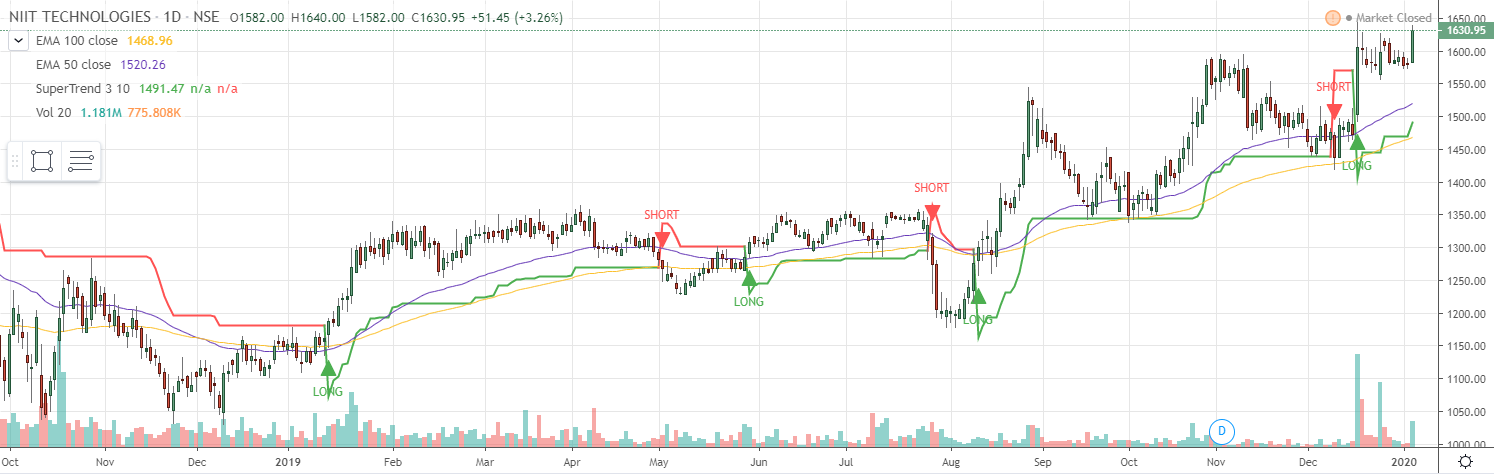 NIIT TECHNOLOGIES · 1D · NSE O1582.00 H1640.00 L1582.00 C1630.95 +51.45 (+3.26%)
Market Closed
EMA 100 close 1468.96
EMA 50 close 1520.26
SuperTrend 3 10 1491.47 n/a n/a
Vol 20 1.181M 775.808K
1650.00
1630.95
1600.00
1550.00
1500.00
1450.00
1400.00
1350.00
1300.00
1250.00
1200.00
1150.00
1100.00
1050.00
1000.00
LONG
SHORT
LONG
SHORT
LONG
SHORT
LONG
D
Oct Nov Dec 2019 Feb Mar Apr May Jun Jul Aug Sep Oct Nov Dec 2020